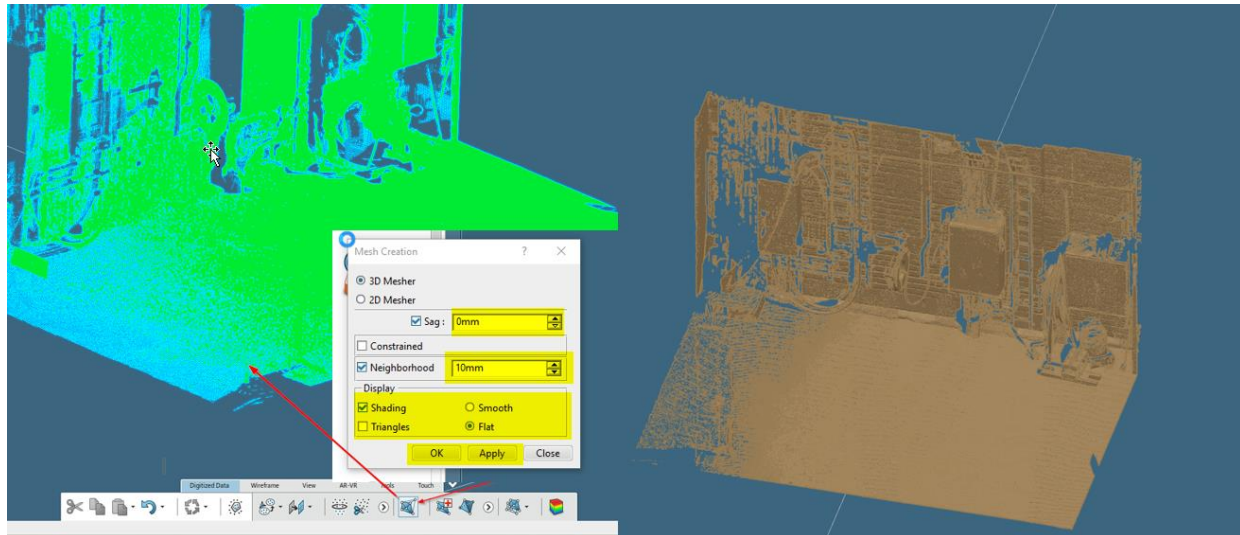 Mesh Creation ? ×
3D Mesher
2D Mesher
Sag : 0mm
Constrained
Neighborhood 10mm
Display
Shading Smooth
Triangles Flat
OK Apply Close
Digitized Data Wireframe View AR-VR Tools Touch